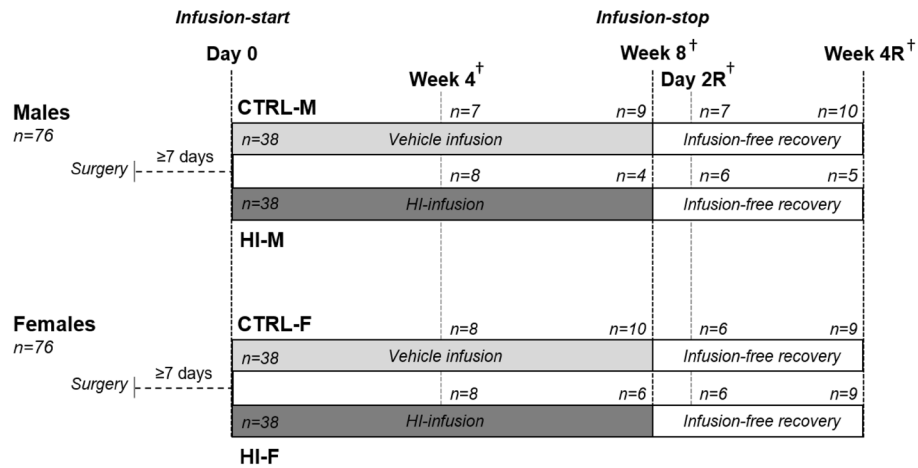 Infusion-start Infusion-stop
Day 0 Week 8† Week 4R†
Week 4† Day 2R†
Males CTRL-M n=7 n=9 n=7 n=10
n=76
n=38 Vehicle infusion Infusion-free recovery
Surgery ≥7 days n=8 n=4 n=6 n=5
n=38 HI-infusion Infusion-free recovery
HI-M
Females CTRL-F n=8 n=10 n=6 n=9
n=76
n=38 Vehicle infusion Infusion-free recovery
Surgery ≥7 days n=8 n=6 n=6 n=9
n=38 HI-infusion Infusion-free recovery
HI-F